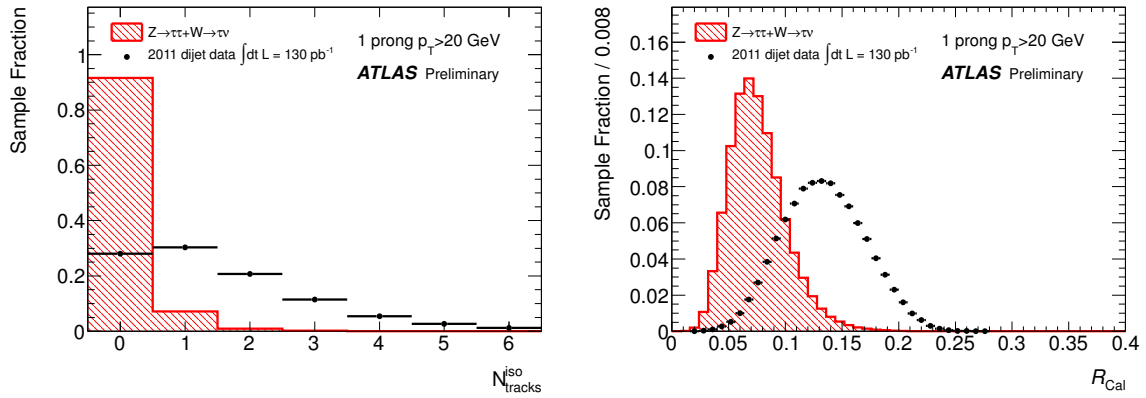 Sample Fraction
1
0.8
0.6
0.4
0.2
0
Z→ττ+W→τν
2011 dijet data ∫dt L = 130 pb⁻¹
1 prong p_T>20 GeV
ATLAS Preliminary
0 1 2 3 4 5 6
N^iso_tracks
Sample Fraction / 0.008
0.16
0.14
0.12
0.1
0.08
0.06
0.04
0.02
0
Z→ττ+W→τν
2011 dijet data ∫dt L = 130 pb⁻¹
1 prong p_T>20 GeV
ATLAS Preliminary
0 0.05 0.1 0.15 0.2 0.25 0.3 0.35 0.4
R_Cal